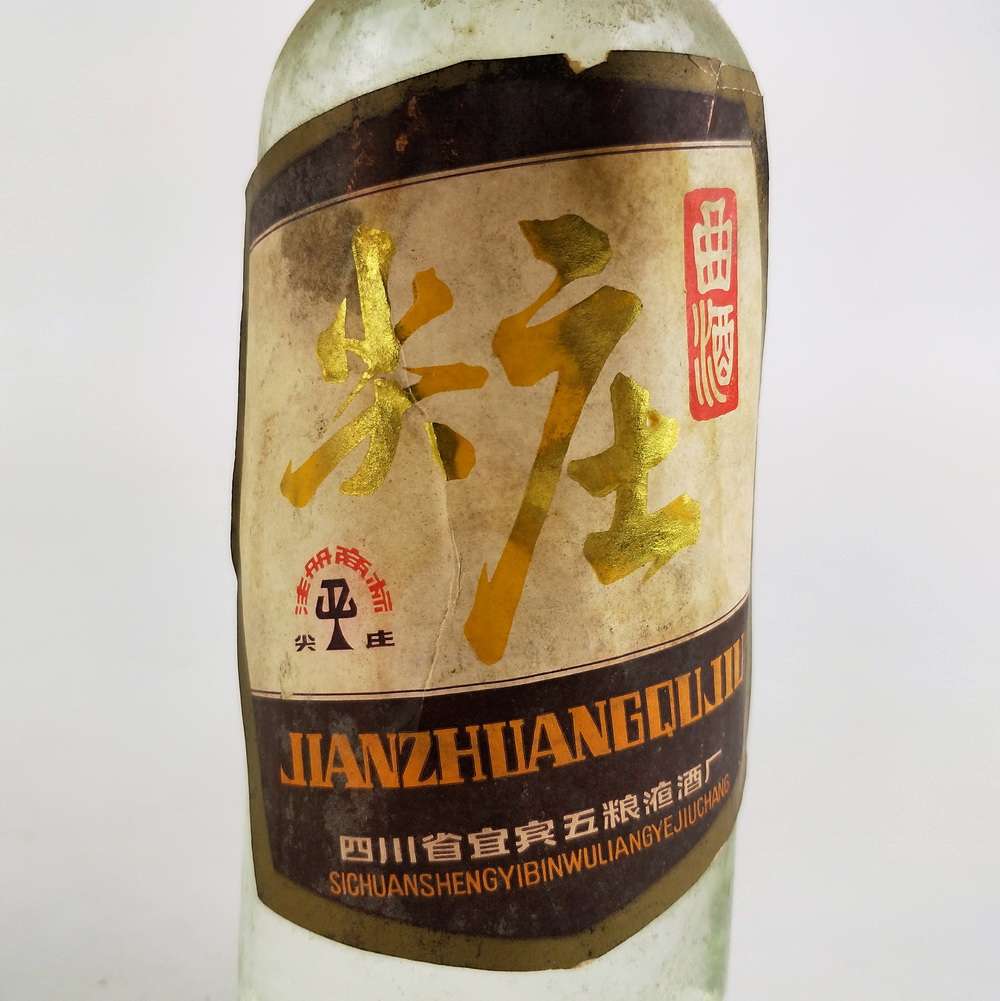 尖庄
曲酒
注册商标
尖庄
JIANZHUANGQUJIU
四川省宜宾五粮液酒厂
SICHUANSHENGYIBINWULIANGYEJIUCHANG